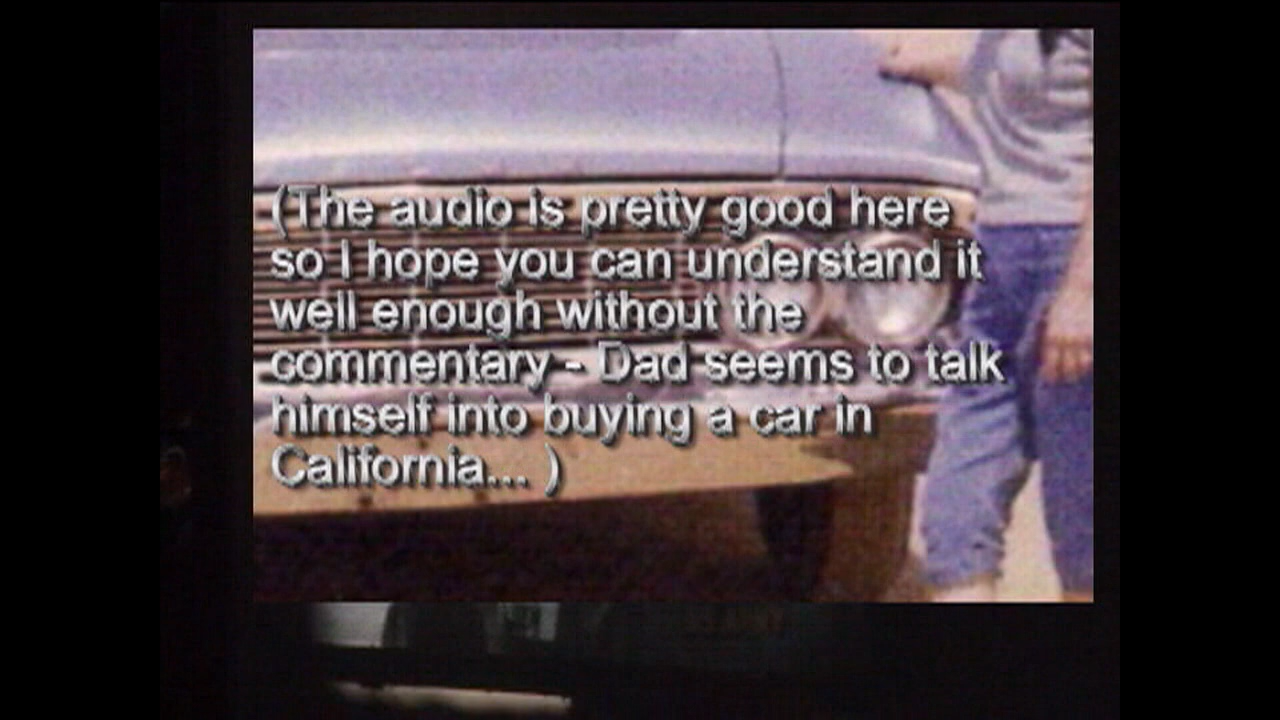 (The audio is pretty good here
so I hope you can understand it
well enough without the
commentary - Dad seems to talk
himself into buying a car in
California... )